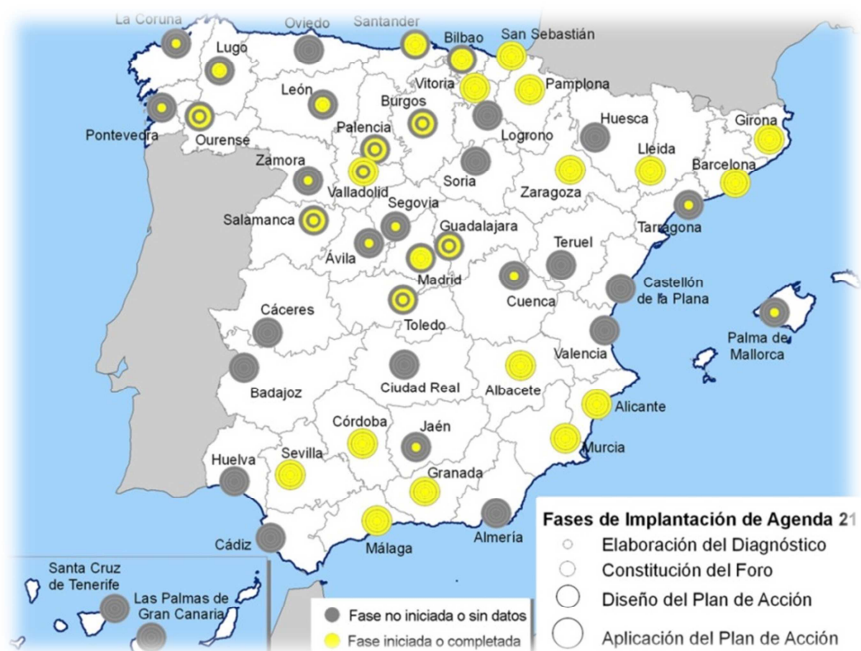 La Coruna
Oviedo
Santander
Bilbao
San Sebastián
Lugo
León
Vitoria
Pamplona
Burgos
Pontevedra
Ourense
Palencia
Logrono
Huesca
Girona
Lleida
Zamora
Barcelona
Soria
Valladolid
Zaragoza
Segovia
Salamanca
Guadalajara
Tarragona
Teruel
Ávila
Madrid
Cuenca
Castellón
de la Plana
Cáceres
Toledo
Palma de
Mallorca
Valencia
Badajoz
Ciudad Real
Albacete
Alicante
Córdoba
Jaén
Murcia
Huelva
Sevilla
Granada
Cádiz
Málaga
Almería
Santa Cruz
de Tenerife
Las Palmas de
Gran Canaria
Fase no iniciada o sin datos
Fase iniciada o completada
Fases de Implantación de Agenda 21
Elaboración del Diagnóstico
Constitución del Foro
Diseño del Plan de Acción
Aplicación del Plan de Acción